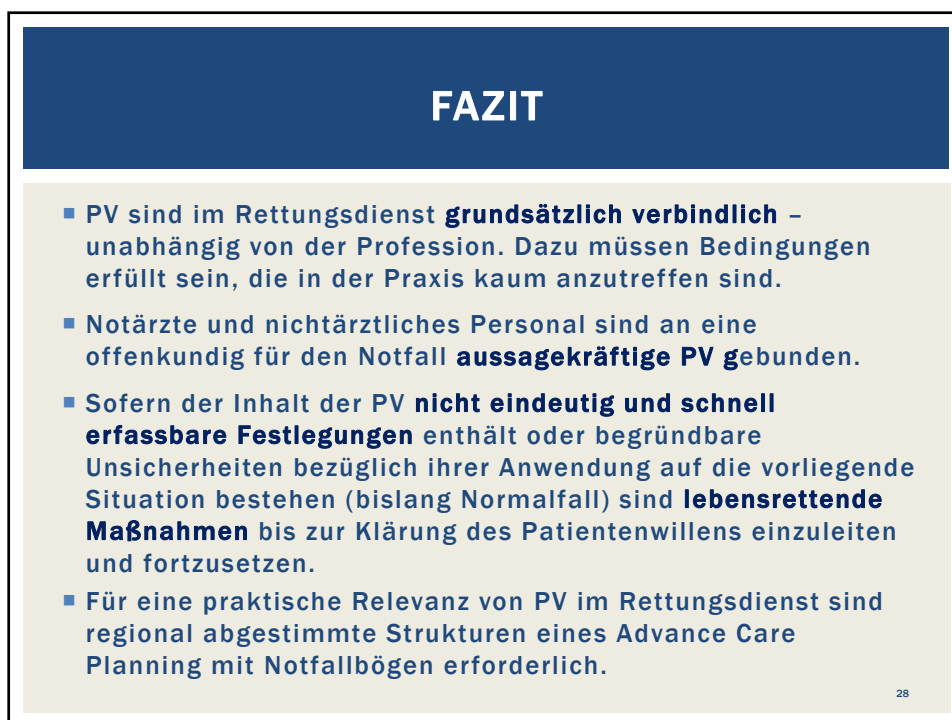 FAZIT
PV sind im Rettungsdienst grundsätzlich verbindlich –
unabhängig von der Profession. Dazu müssen Bedingungen
erfüllt sein, die in der Praxis kaum anzutreffen sind.
Notärzte und nichtärztliches Personal sind an eine
offenkundig für den Notfall aussagekräftige PV gebunden.
Sofern der Inhalt der PV nicht eindeutig und schnell
erfassbare Festlegungen enthält oder begründbare
Unsicherheiten bezüglich ihrer Anwendung auf die vorliegende
Situation bestehen (bislang Normalfall) sind lebensrettende
Maßnahmen bis zur Klärung des Patientenwillens einzuleiten
und fortzusetzen.
Für eine praktische Relevanz von PV im Rettungsdienst sind
regional abgestimmte Strukturen eines Advance Care
Planning mit Notfallbögen erforderlich.
28